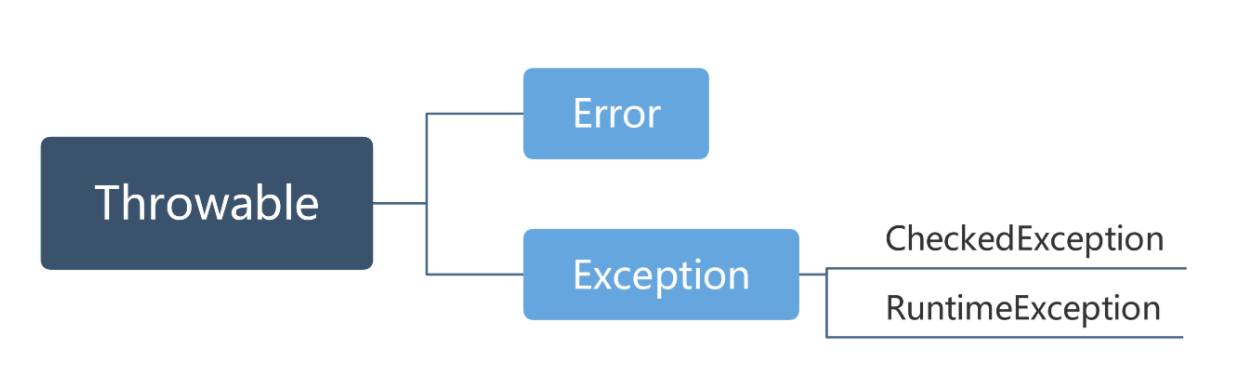 Throwable
Error
Exception
CheckedException
RuntimeException